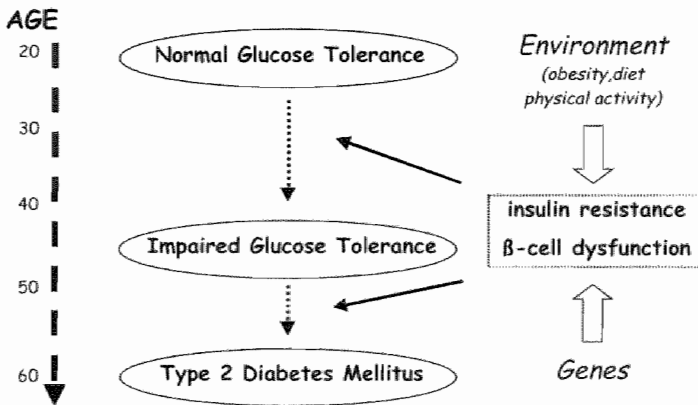 AGE
20
30
40
50
60
Normal Glucose Tolerance
Impaired Glucose Tolerance
Type 2 Diabetes Mellitus
Environment
(obesity,diet
physical activity)
insulin resistance
ß-cell dysfunction
Genes